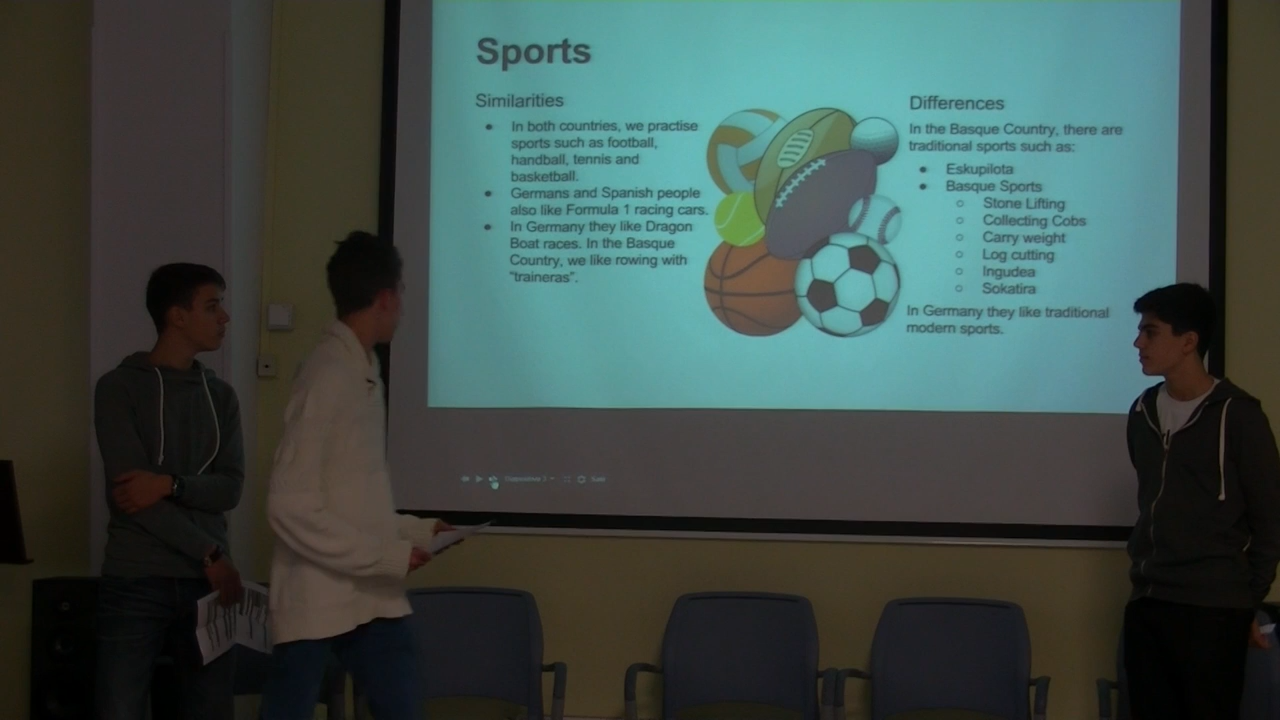 Sports
Similarities
● In both countries, we practise
sports such as football,
handball, tennis and
basketball.
● Germans and Spanish people
also like Formula 1 racing cars.
● In Germany they like Dragon
Boat races. In the Basque
Country, we like rowing with
"traineras".
Differences
In the Basque Country, there are
traditional sports such as:
● Eskupilota
● Basque Sports
○ Stone Lifting
○ Collecting Cobs
○ Carry weight
○ Log cutting
○ Ingudea
○ Sokatira
In Germany they like traditional
modern sports.